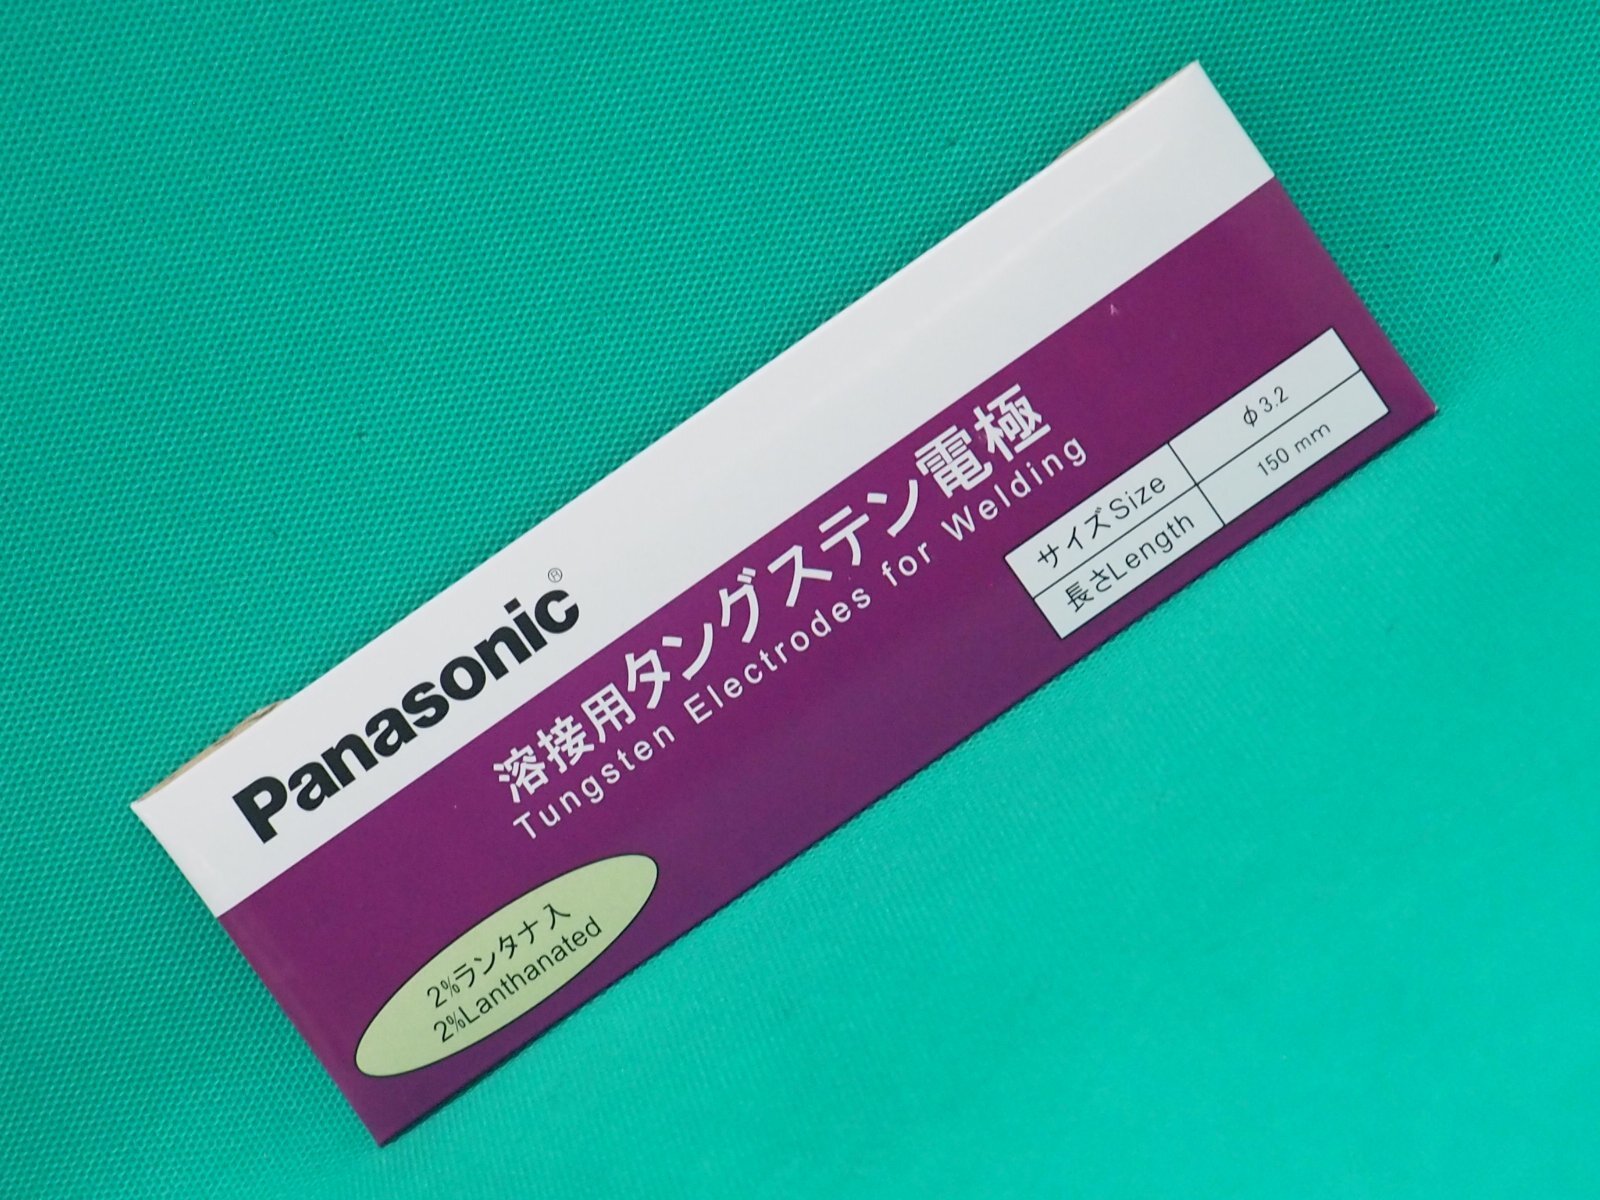 Panasonic®
溶接用タングステン電極
Tungsten Electrodes for Welding
サイズSize φ3.2
長さLength 150 mm
2%ランタナ入
2%Lanthanated